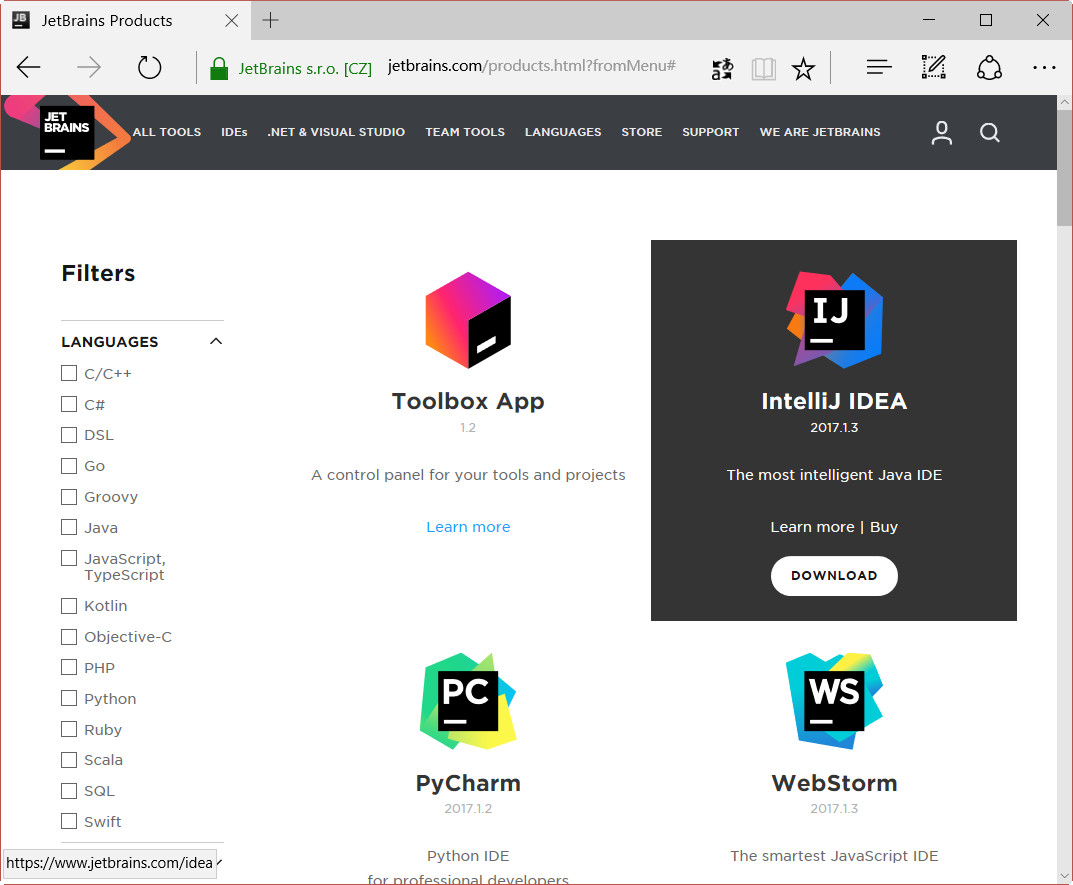 JB
JetBrains Products
JetBrains s.r.o. [CZ]
jetbrains.com/products.html?fromMenu#
aあ
JET
BRAINS
ALL TOOLS
IDEs
.NET & VISUAL STUDIO
TEAM TOOLS
LANGUAGES
STORE
SUPPORT
WE ARE JETBRAINS
Filters
LANGUAGES
C/C++
C#
DSL
Go
Groovy
Java
JavaScript,
TypeScript
Kotlin
Objective-C
PHP
Python
Ruby
Scala
SQL
Swift
Toolbox App
1.2
A control panel for your tools and projects
Learn more
IJ
IntelliJ IDEA
2017.1.3
The most intelligent Java IDE
Learn more | Buy
DOWNLOAD
PC
PyCharm
2017.1.2
Python IDE
for professional developers
WS
WebStorm
2017.1.3
The smartest JavaScript IDE
https://www.jetbrains.com/idea